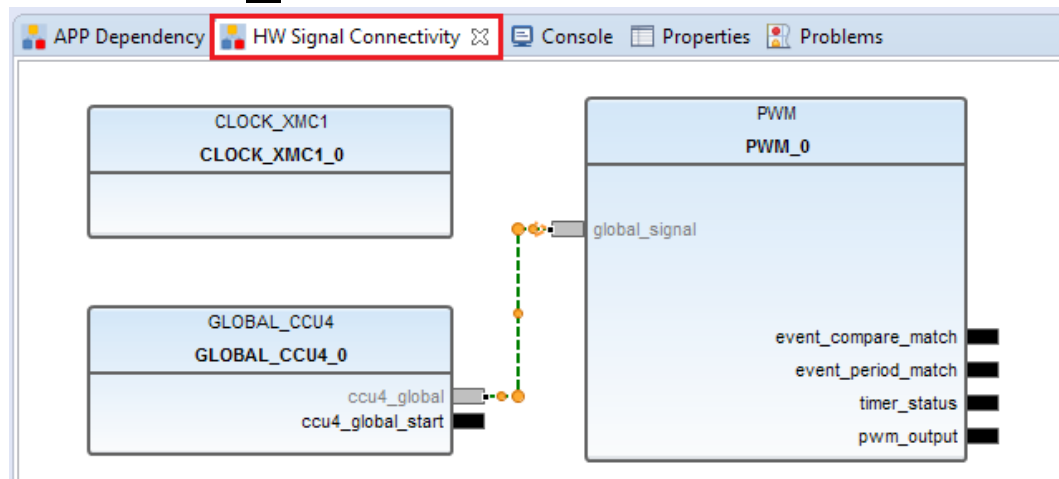 APP Dependency HW Signal Connectivity Console Properties Problems
CLOCK_XMC1
CLOCK_XMC1_0
PWM
PWM_0
global_signal
GLOBAL_CCU4
GLOBAL_CCU4_0
ccu4_global
ccu4_global_start
event_compare_match
event_period_match
timer_status
pwm_output